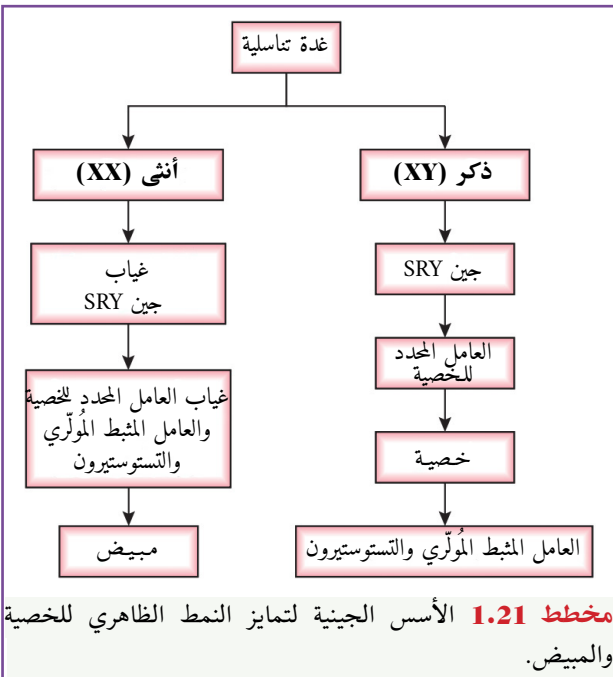 غدة تناسلية
ذكر (XY)
أنثى (XX)
جين SRY
غياب
جين SRY
العامل المحدد
للخصية
غياب العامل المحدد للخصية
والعامل المثبط المُولّري
والتستوستيرون
خصية
مبيض
العامل المثبط المُولّري والتستوستيرون
مخطط 1.21 الأسس الجينية لتمايز النمط الظاهري للخصية
والمبيض.